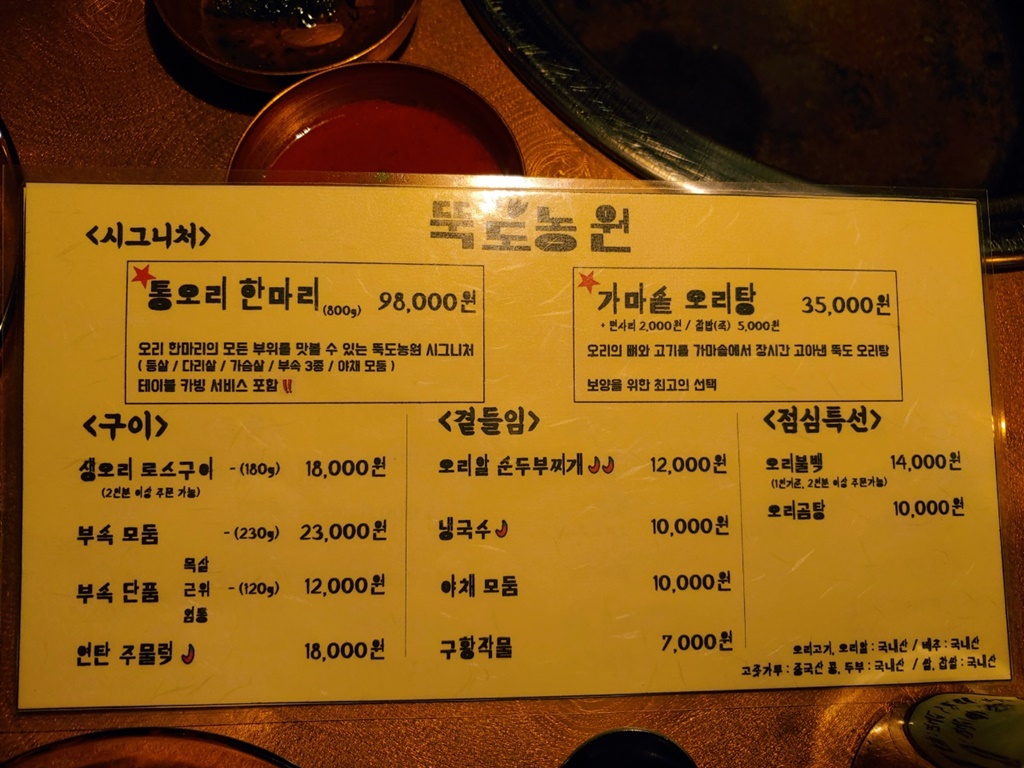 뚝도농원
<시그니처>
통오리 한마리(800g) 98,000원
오리 한마리의 모든 부위를 맛볼 수 있는 뚝도농원 시그니처
( 등살 / 다리살 / 가슴살 / 부속 3종 / 야채 모둠 )
테이블 카빙 서비스 포함
가마솥 오리탕 35,000원
+ 면사리 2,000원 / 찰밥(죽) 5,000원
오리의 뼈와 고기를 가마솥에서 장시간 고아낸 뚝도 오리탕
보양을 위한 최고의 선택
<구이>
생오리 로스구이 - (180g) 18,000원
(2인분 이상 주문 가능)
부속 모둠 - (230g) 23,000원
목살
부속 단품 근위 - (120g) 12,000원
염통
연탄 주물럭 18,000원
<곁들임>
오리알 순두부찌개 12,000원
냉국수 10,000원
야채 모둠 10,000원
구황작물 7,000원
<점심특선>
오리불백 14,000원
(1인기준, 2인분 이상 주문가능)
오리곰탕 10,000원
오리고기, 오리알 : 국내산 / 배추 : 국내산
고춧가루 : 중국산 콩, 두부 : 국내산 / 쌀, 찹쌀 : 국내산